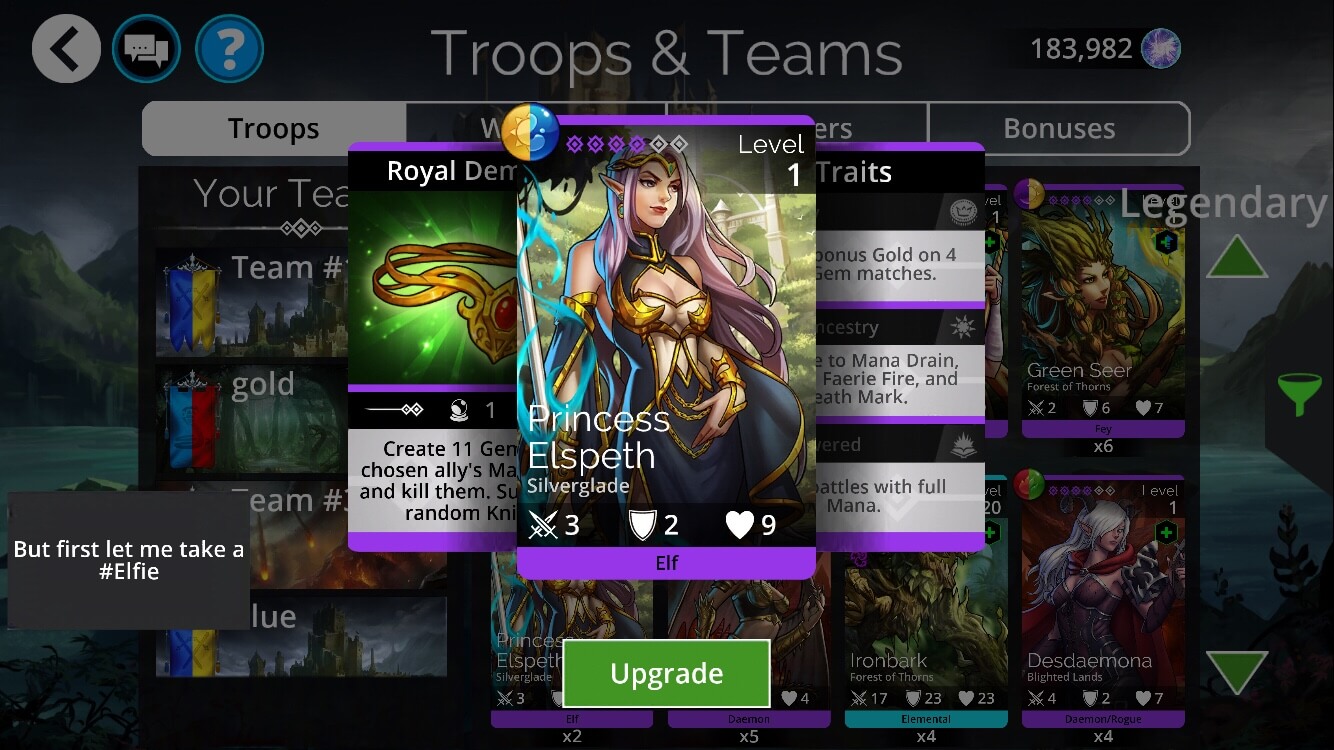 ?
Troops & Teams
183,982
Troops
W
ers
Bonuses
Your Tea
Team #
gold
Team #
lue
But first let me take a
#Elfie
Royal Dem
1
Create 11 Gem
chosen ally's Ma
and kill them. Su
random Kni
Level
1
Princess
Elspeth
Silverglade
3
2
9
Elf
Traits
bonus Gold on 4
Gem matches.
ncestry
e to Mana Drain,
Faerie Fire, and
eath Mark.
vered
battles with full
Mana.
Legendary
vel
1
Level
Green Seer
Forest of Thorns
2
6
7
Fey
x6
Princess
Elspeth
Silverglade
3
Elf
x2
4
Daemon
x5
20
Ironbark
Forest of Thorns
17
23
23
Elemental
x4
Level
1
Desdaemona
Blighted Lands
4
2
7
Daemon/Rogue
x4
Upgrade